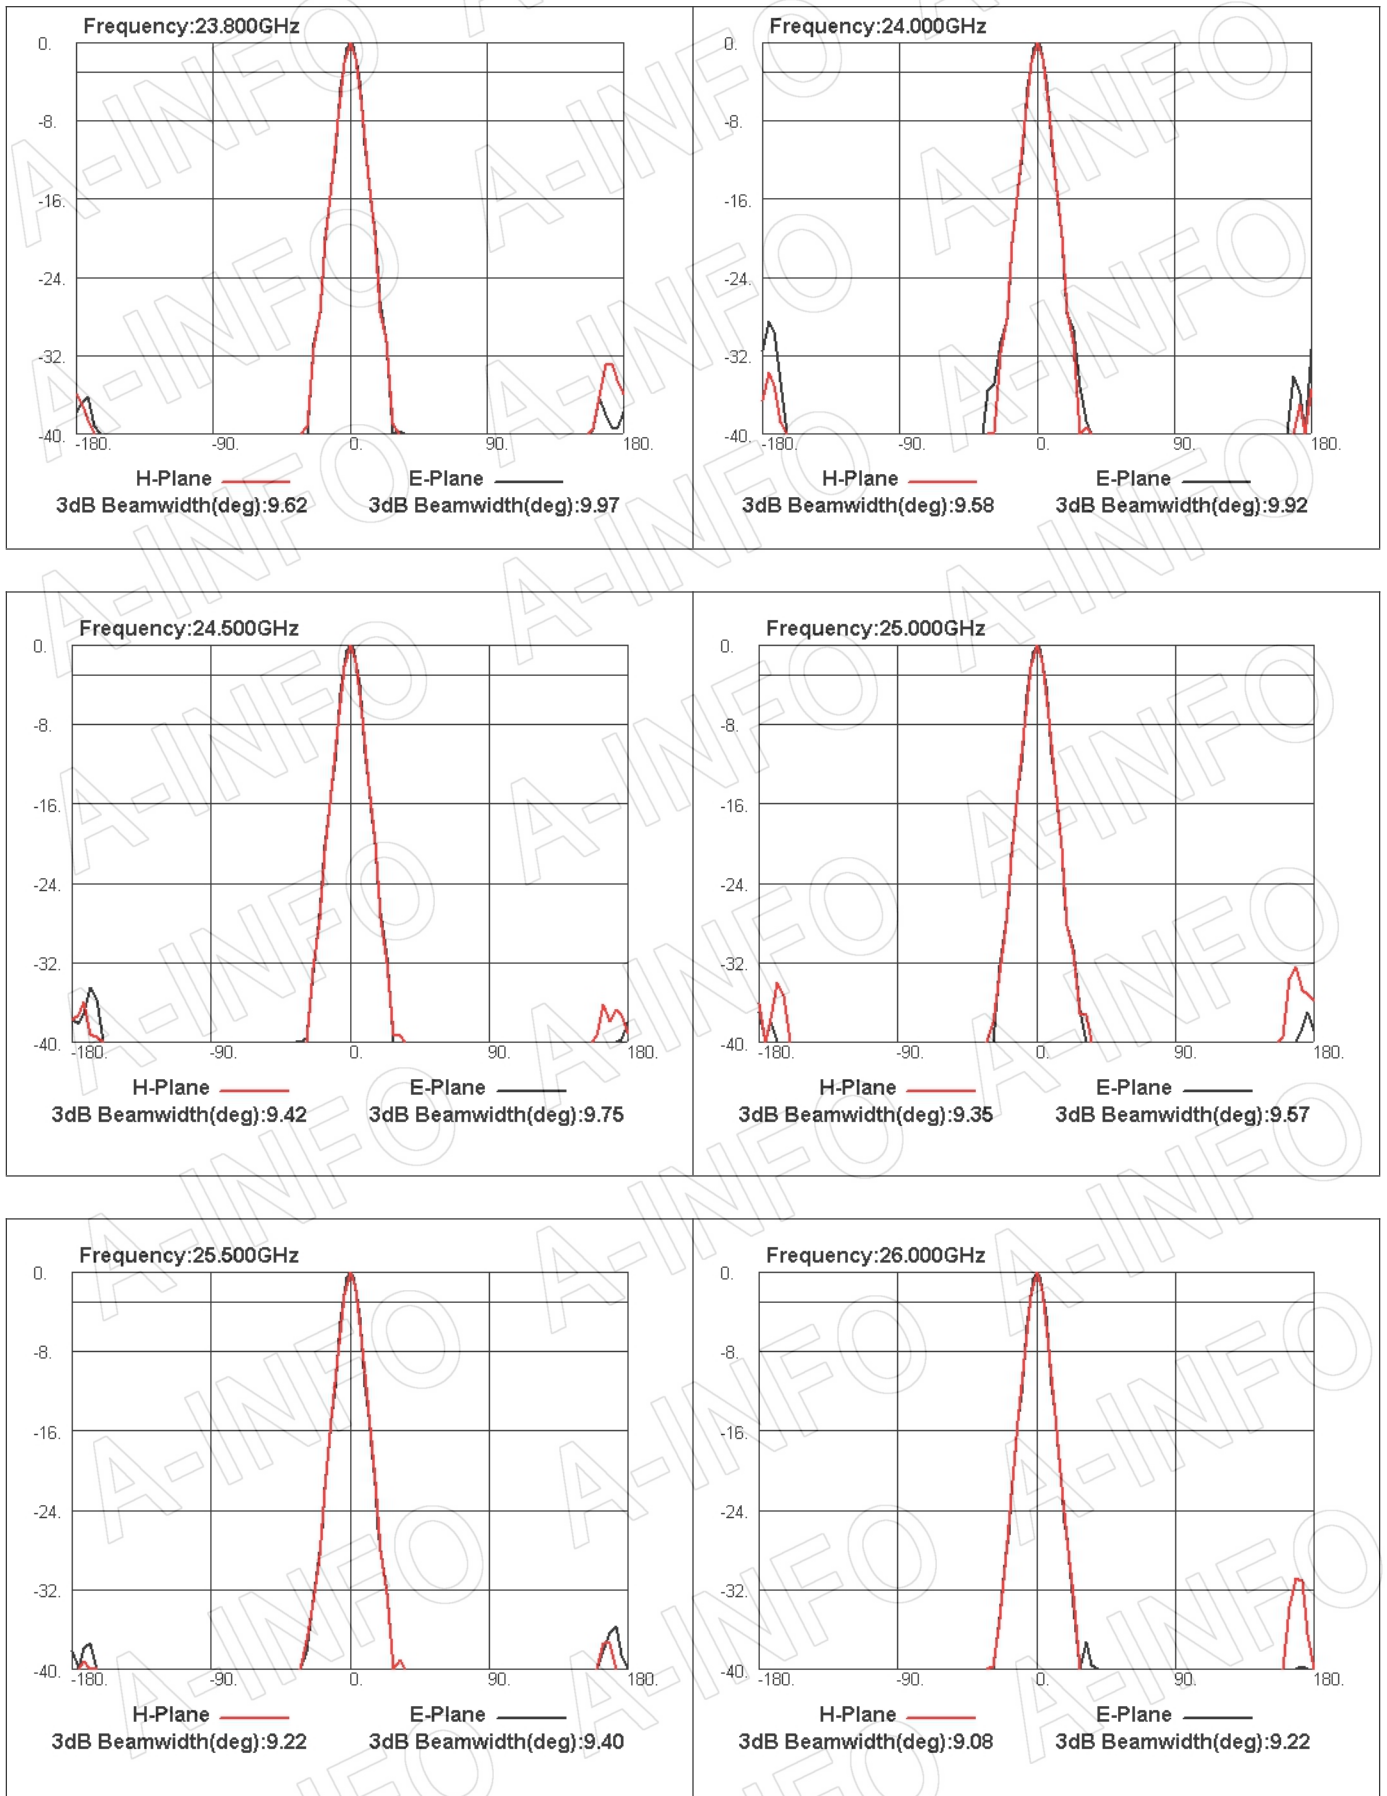 Frequency:23.800GHz
0.
-8.
-16.
-24.
-32.
-40.
-180. -90. 0. 90. 180.
H-Plane E-Plane
3dB Beamwidth(deg):9.62 3dB Beamwidth(deg):9.97
Frequency:24.000GHz
0.
-8.
-16.
-24.
-32.
-40.
-180. -90. 0. 90. 180.
H-Plane E-Plane
3dB Beamwidth(deg):9.58 3dB Beamwidth(deg):9.92
Frequency:24.500GHz
0.
-8.
-16.
-24.
-32.
-40.
-180. -90. 0. 90. 180.
H-Plane E-Plane
3dB Beamwidth(deg):9.42 3dB Beamwidth(deg):9.75
Frequency:25.000GHz
0.
-8.
-16.
-24.
-32.
-40.
-180. -90. 0. 90. 180.
H-Plane E-Plane
3dB Beamwidth(deg):9.35 3dB Beamwidth(deg):9.57
Frequency:25.500GHz
0.
-8.
-16.
-24.
-32.
-40.
-180. -90. 0. 90. 180.
H-Plane E-Plane
3dB Beamwidth(deg):9.22 3dB Beamwidth(deg):9.40
Frequency:26.000GHz
0.
-8.
-16.
-24.
-32.
-40.
-180. -90. 0. 90. 180.
H-Plane E-Plane
3dB Beamwidth(deg):9.08 3dB Beamwidth(deg):9.22
A-INFO